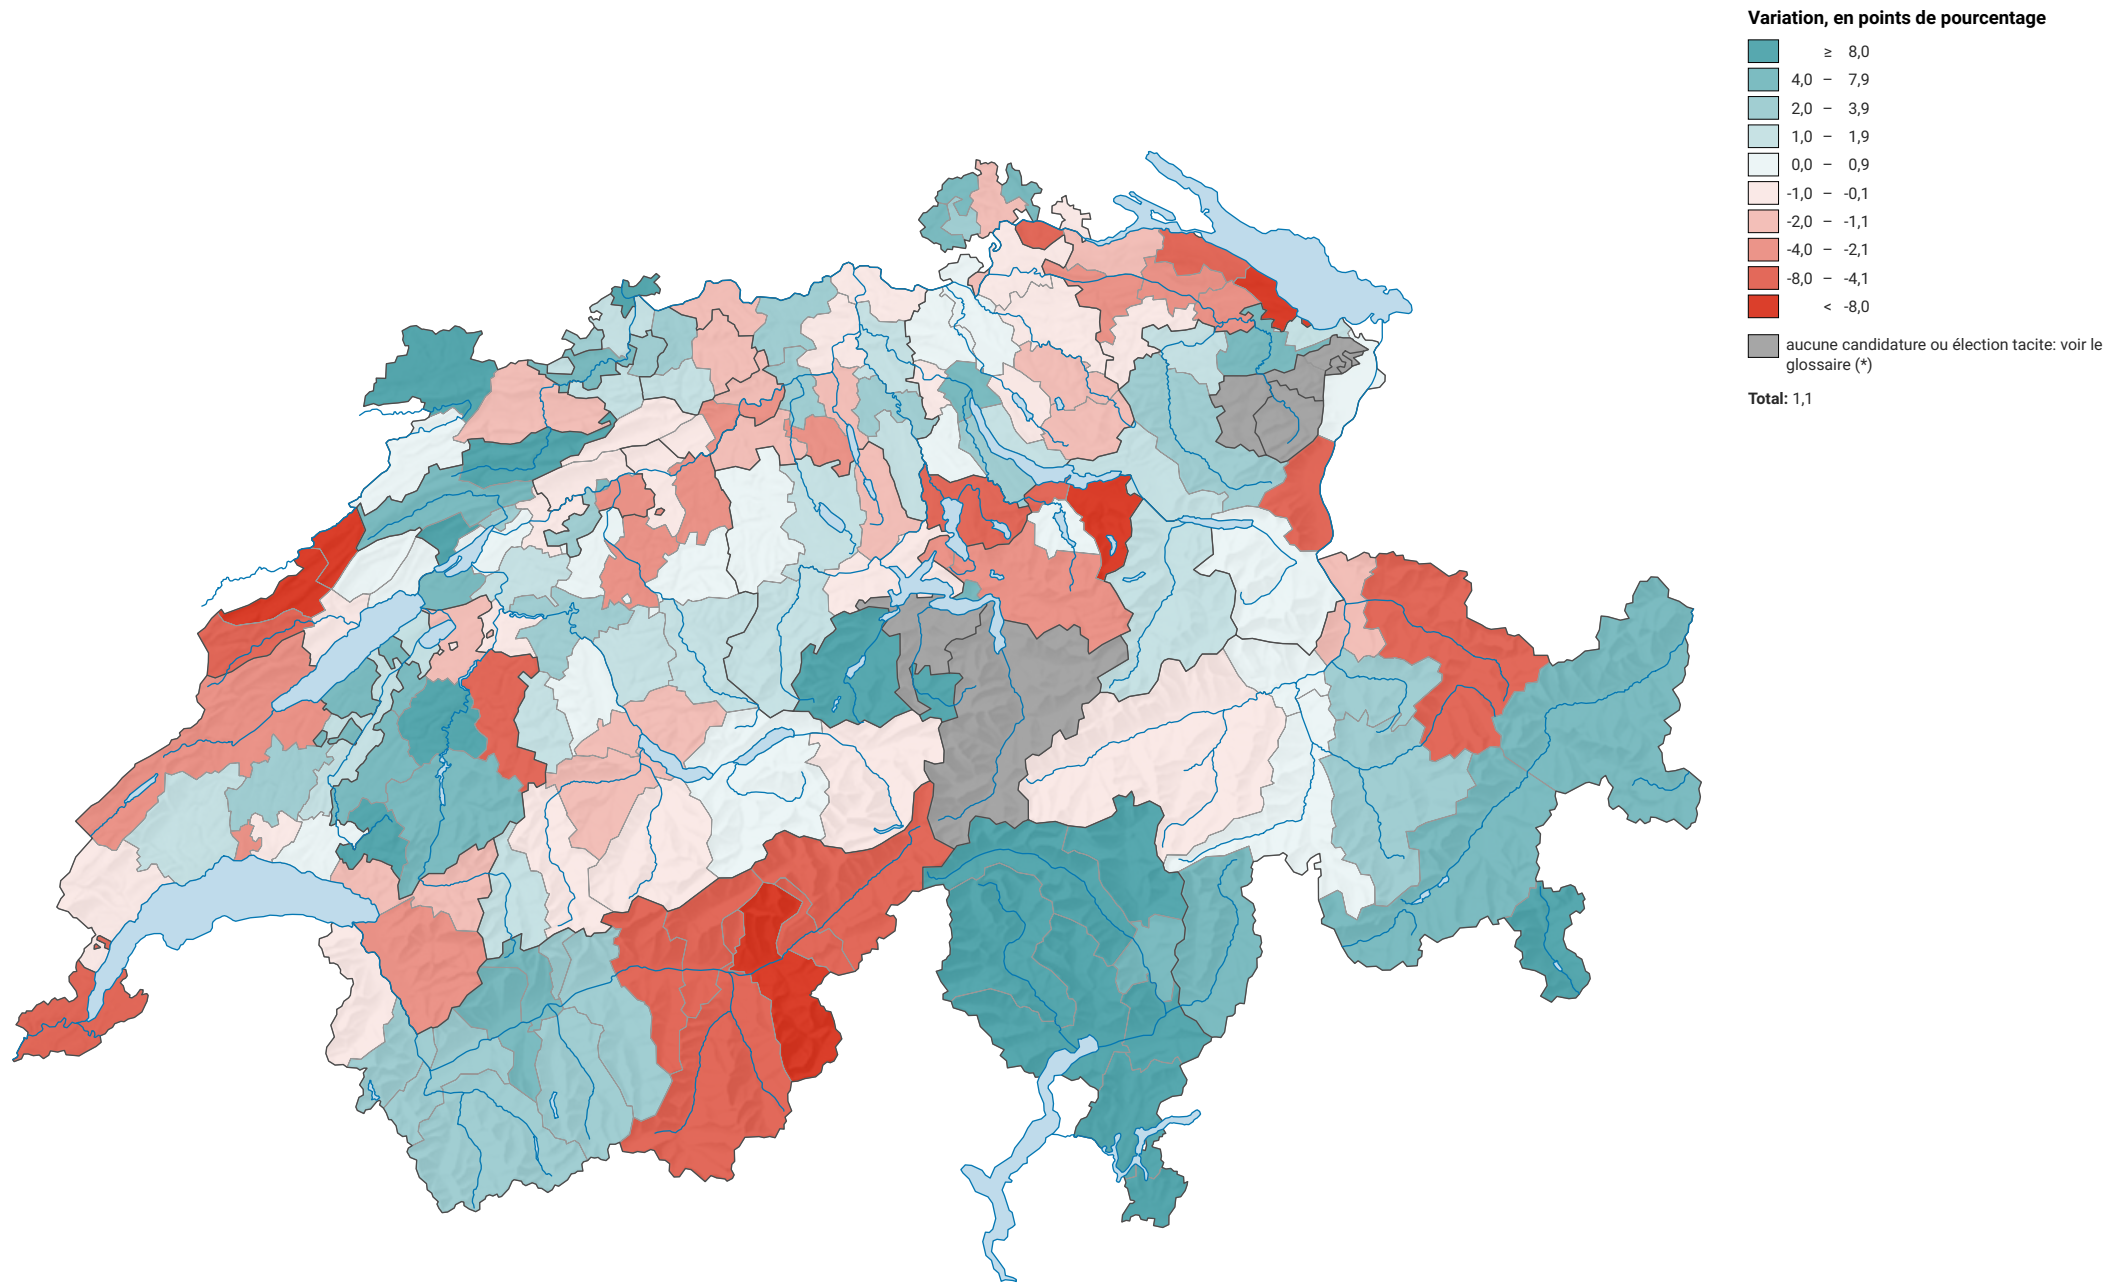 Variation, en points de pourcentage
≥ 8,0
4,0 – 7,9
2,0 – 3,9
1,0 – 1,9
0,0 – 0,9
-1,0 – -0,1
-2,0 – -1,1
-4,0 – -2,1
-8,0 – -4,1
< -8,0
aucune candidature ou élection tacite: voir le
glossaire (*)
Total: 1,1